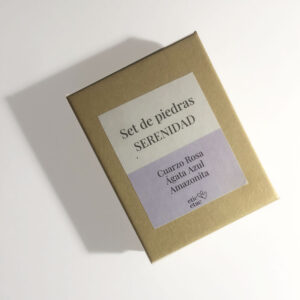 Set de piedras
SERENIDAD
Cuarzo Rosa
Ágata Azul
Amazonita